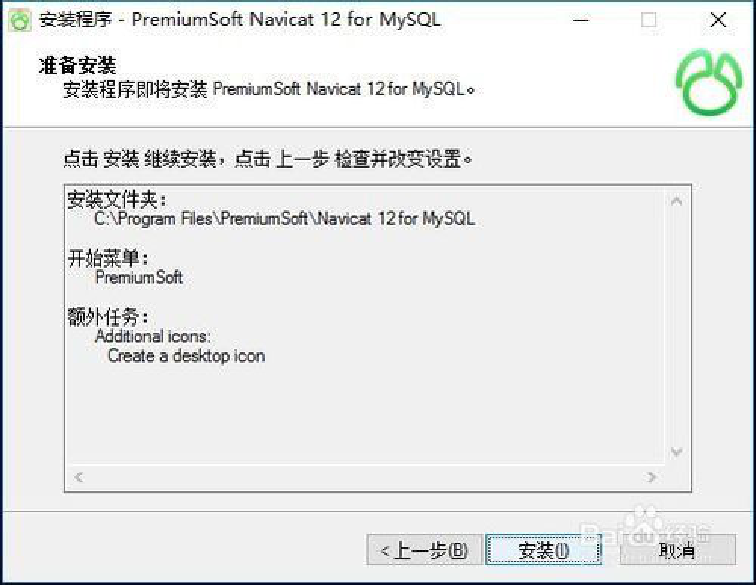 安装程序 - PremiumSoft Navicat 12 for MySQL
准备安装
安装程序即将安装 PremiumSoft Navicat 12 for MySQL。
点击 安装 继续安装，点击 上一步 检查并改变设置。
安装文件夹：
C:\Program Files\PremiumSoft\Navicat 12 for MySQL
开始菜单：
PremiumSoft
额外任务：
Additional icons:
Create a desktop icon
<上一步(B) 安装(I) 取消
Baidu 经验